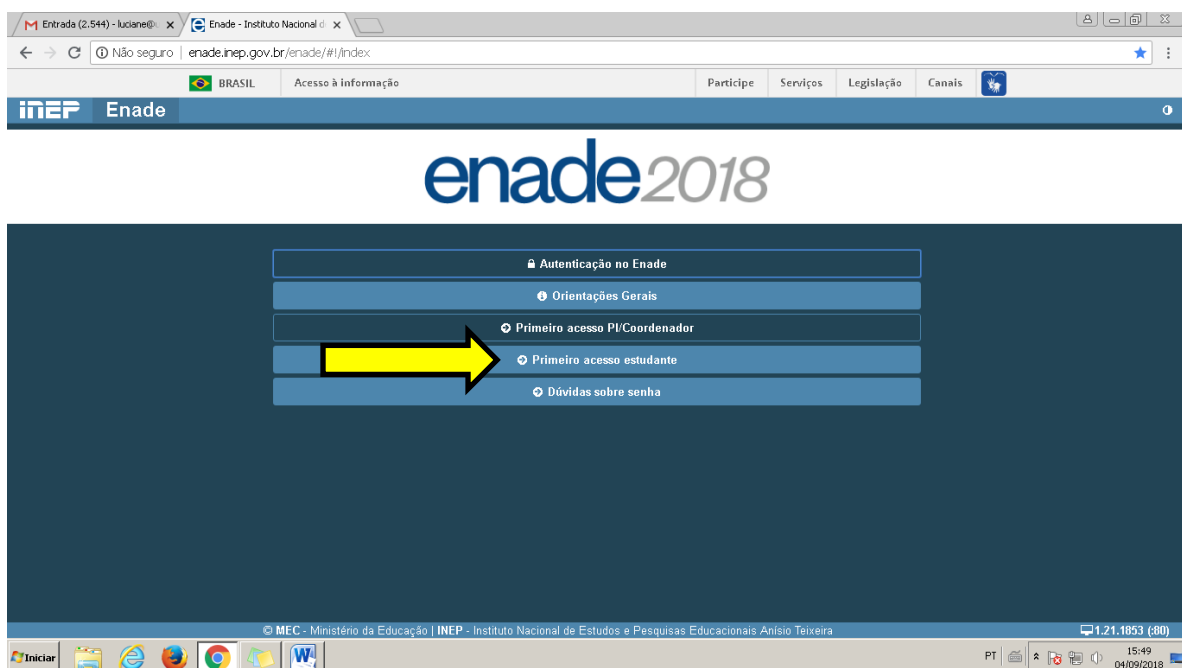 Entrada (2.544) - luciane@
Enade - Instituto Nacional d
Não seguro | enade.inep.gov.br/enade/#!/index
BRASIL Acesso à informação Participe Serviços Legislação Canais
inep Enade
enade2018
Autenticação no Enade
Orientações Gerais
Primeiro acesso PI/Coordenador
Primeiro acesso estudante
Dúvidas sobre senha
© MEC - Ministério da Educação | INEP - Instituto Nacional de Estudos e Pesquisas Educacionais Anísio Teixeira 1.21.1853 (:80)
Iniciar PT 15:49
04/09/2018